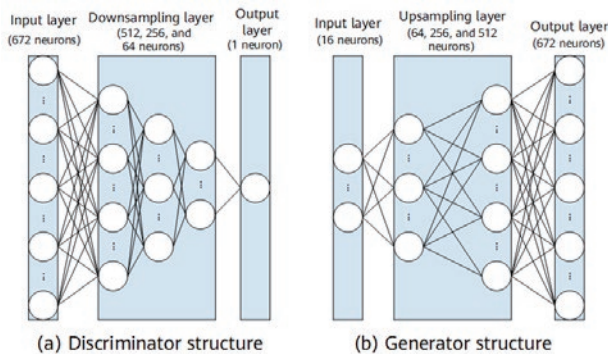 Input layer
(672 neurons)
Downsampling layer
(512, 256, and
64 neurons)
Output
layer
(1 neuron)
(a) Discriminator structure
Input layer
(16 neurons)
Upsampling layer
(64, 256, and 512
neurons)
Output layer
(672 neurons)
(b) Generator structure